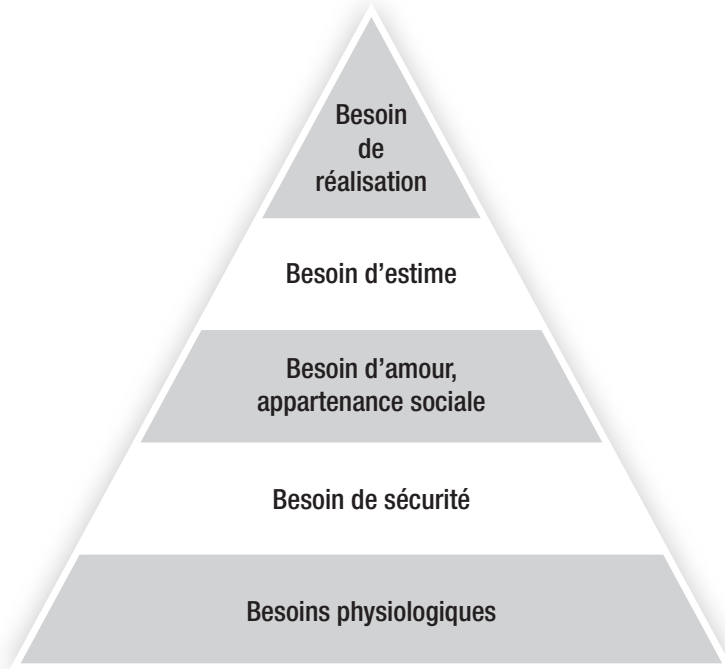 Besoin
de
réalisation
Besoin d’estime
Besoin d’amour,
appartenance sociale
Besoin de sécurité
Besoins physiologiques